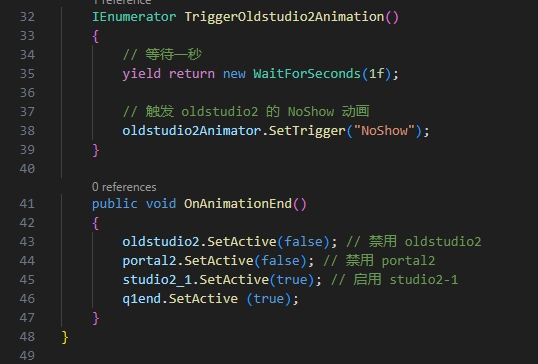 1 reference
32 IEnumerator TriggerOldstudio2Animation()
33 {
34 // 等待一秒
35 yield return new WaitForSeconds(1f);
36
37 // 触发 oldstudio2 的 NoShow 动画
38 oldstudio2Animator.SetTrigger("NoShow");
39 }
40
0 references
41 public void OnAnimationEnd()
42 {
43 oldstudio2.SetActive(false); // 禁用 oldstudio2
44 portal2.SetActive(false); // 禁用 portal2
45 studio2_1.SetActive(true); // 启用 studio2-1
46 q1end.SetActive (true);
47 }
48 }
49